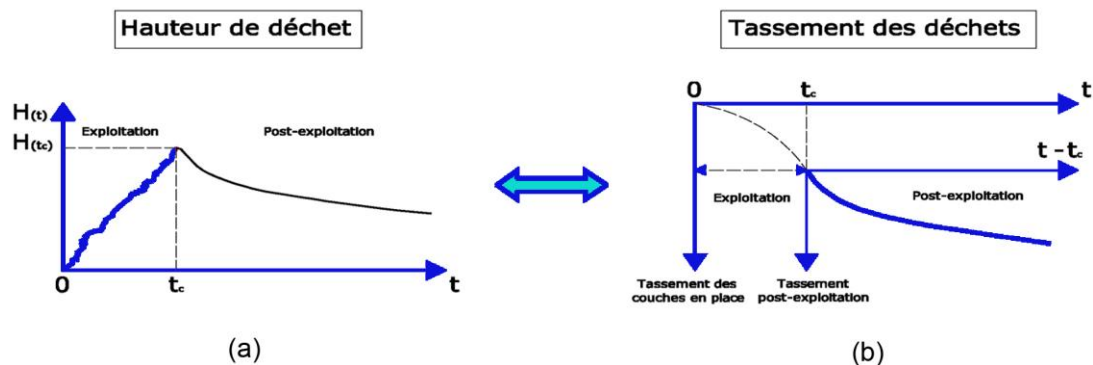 Hauteur de déchet
H(t)
H(tc)
Exploitation
Post-exploitation
0
tc
t
(a)
Tassement des déchets
0
tc
t
t - tc
Exploitation
Post-exploitation
Tassement des
couches en place
Tassement
post-exploitation
(b)